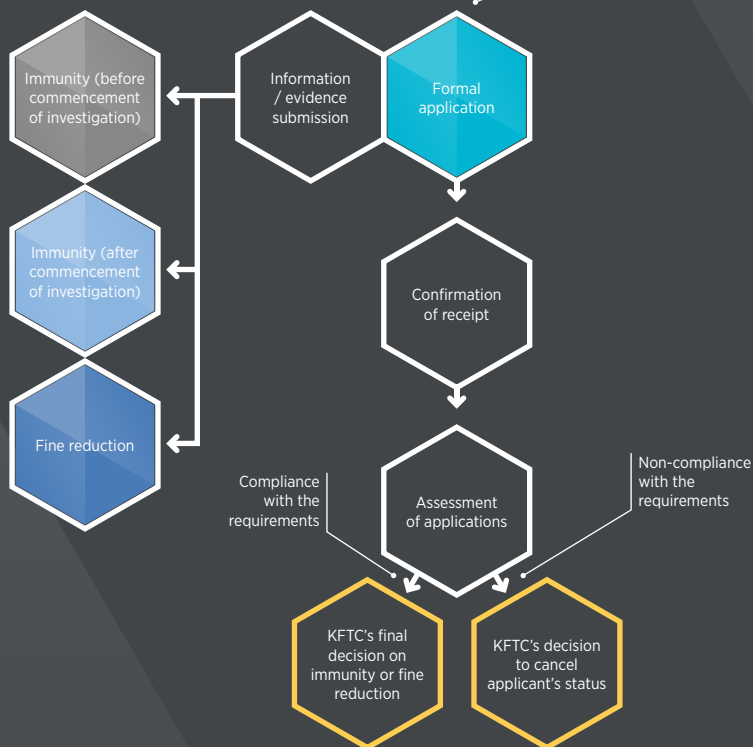 Immunity (before
commencement
of investigation)
Information
/ evidence
submission
Formal
application
Immunity (after
commencement
of investigation)
Confirmation
of receipt
Fine reduction
Compliance
with the
requirements
Assessment
of applications
Non-compliance
with the
requirements
KFTC’s final
decision on
immunity or fine
reduction
KFTC’s decision
to cancel
applicant’s status